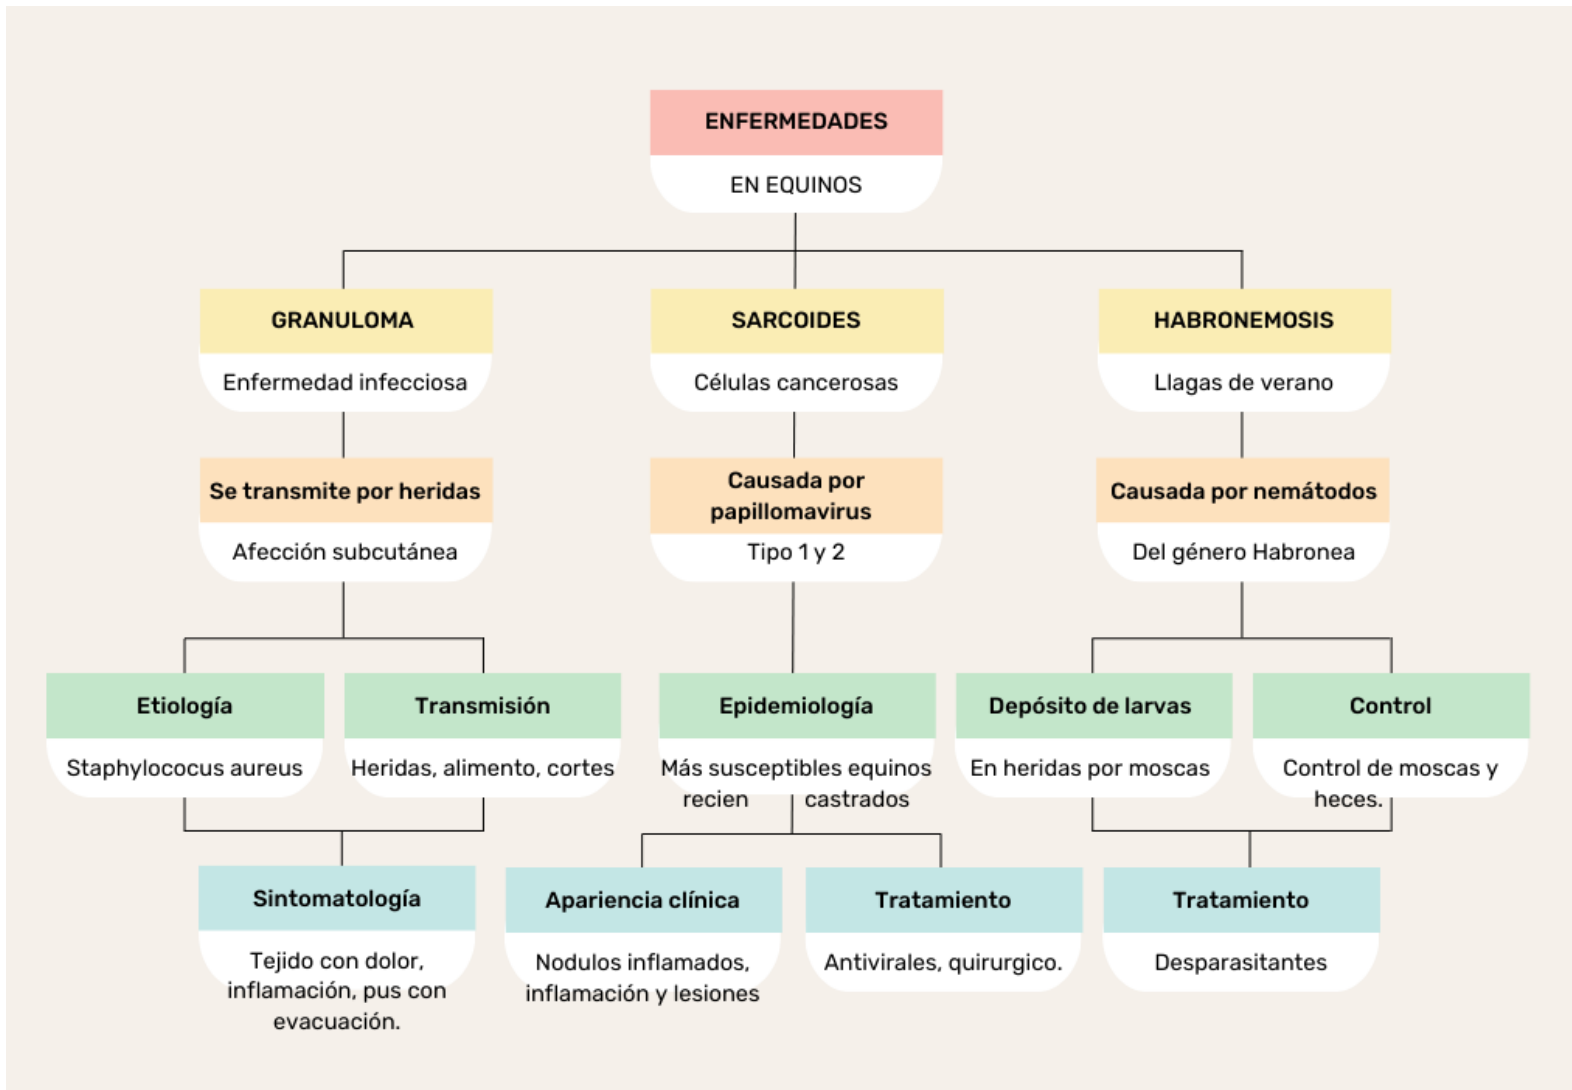 ENFERMEDADES
EN EQUINOS
GRANULOMA
Enfermedad infecciosa
SARCOIDES
Células cancerosas
HABRONEMOSIS
Llagas de verano
Se transmite por heridas
Afección subcutánea
Causada por
papillomavirus
Tipo 1 y 2
Causada por nemátodos
Del género Habronea
Etiología
Staphylococus aureus
Transmisión
Heridas, alimento, cortes
Epidemiología
Más susceptibles equinos
recien castrados
Depósito de larvas
En heridas por moscas
Control
Control de moscas y
heces.
Sintomatología
Tejido con dolor,
inflamación, pus con
evacuación.
Apariencia clínica
Nodulos inflamados,
inflamación y lesiones
Tratamiento
Antivirales, quirurgico.
Tratamiento
Desparasitantes